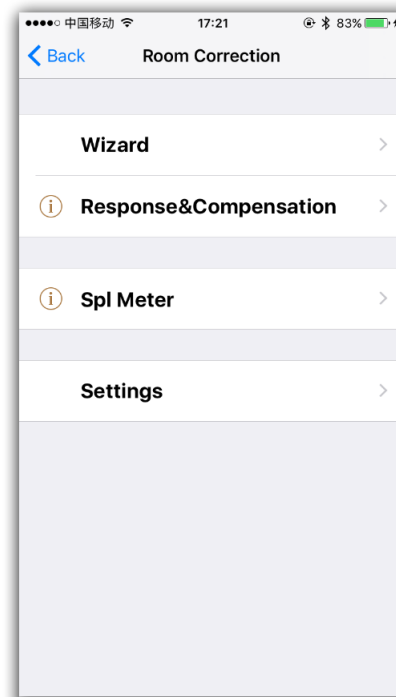 中国移动 17:21 83%
Back Room Correction
Wizard
Response&Compensation
Spl Meter
Settings